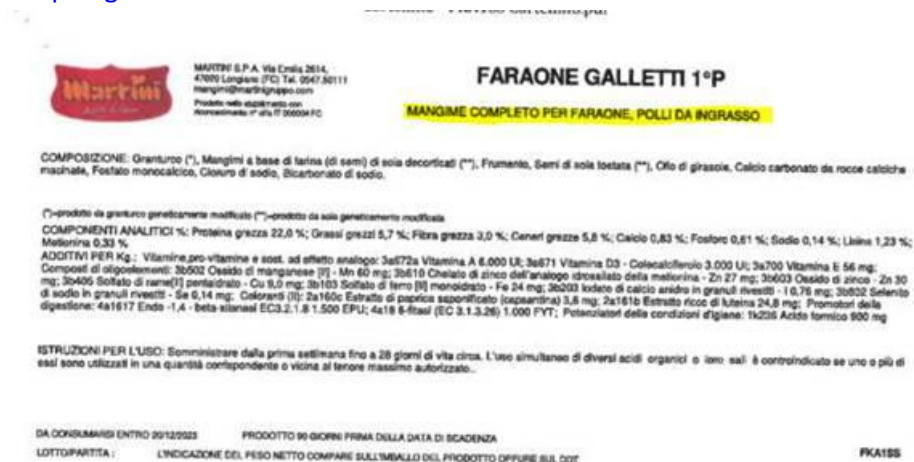 Martini
MARTINI S.P.A. Via Emilia 2614,
47020 Longiano (FC) Tel. 0547.50111
mangimi@martinigruppo.com
Prodotto nello stabilimento con
riconoscimento n° IT 000004 FC
FARAONE GALLETTI 1°P
MANGIME COMPLETO PER FARAONE, POLLI DA INGRASSO
COMPOSIZIONE: Granturco (*), Mangimi a base di farina (di semi) di soia decorticati (**), Frumento, Semi di soia tostata (**), Olio di girasole, Calcio carbonato da rocce calciche
macinate, Fosfato monocalcico, Cloruro di sodio, Bicarbonato di sodio.
(*)=prodotto da granturco geneticamente modificato (**)=prodotto da soia geneticamente modificata
COMPONENTI ANALITICI %: Proteina grezza 22,0 %; Grassi grezzi 5,7 %; Fibra grezza 3,0 %; Ceneri grezze 5,8 %; Calcio 0,83 %; Fosforo 0,61 %; Sodio 0,14 %; Lisina 1,23 %;
Metionina 0,33 %
ADDITIVI PER Kg.: Vitamine,pro-vitamine e sost. ad effetto analogo: 3a672a Vitamina A 6.000 UI; 3a671 Vitamina D3 - Colecalciferolo 3.000 UI; 3a700 Vitamina E 56 mg;
Composti di oligoelementi: 3b502 Ossido di manganese [II] - Mn 60 mg; 3b610 Chelato di zinco dell'analogo idrossilato della metionina - Zn 27 mg; 3b603 Ossido di zinco - Zn 30
mg; 3b405 Solfato di rame[II] pentaidrato - Cu 9,0 mg; 3b103 Solfato di ferro [II] monoidrato - Fe 24 mg; 3b203 Iodato di calcio anidro in granuli rivestiti - I 0,76 mg; 3b802 Selenito
di sodio in granuli rivestiti - Se 0,14 mg; Coloranti (II): 2a160c Estratto di paprica saponificato (capsantina) 3,8 mg; 2a161b Estratto ricco di luteina 24,8 mg; Promotori della
digestione: 4a1617 Endo -1,4 - beta-xilanasi EC3.2.1.8 1.500 EPU; 4a18 6-fitasi (EC 3.1.3.26) 1.000 FYT; Potenziatori delle condizioni d'igiene: 1k236 Acido formico 900 mg
ISTRUZIONI PER L'USO: Somministrare dalla prima settimana fino a 28 giorni di vita circa. L'uso simultaneo di diversi acidi organici o loro sali è controindicato se uno o più di
essi sono utilizzati in una quantità corrispondente o vicina al tenore massimo autorizzato..
DA CONSUMARSI ENTRO 20/12/2023 PRODOTTO 90 GIORNI PRIMA DELLA DATA DI SCADENZA
LOTTO/PARTITA : L'INDICAZIONE DEL PESO NETTO COMPARE SULL'IMBALLO DEL PRODOTTO OPPURE SUL DDT
FKA1SS